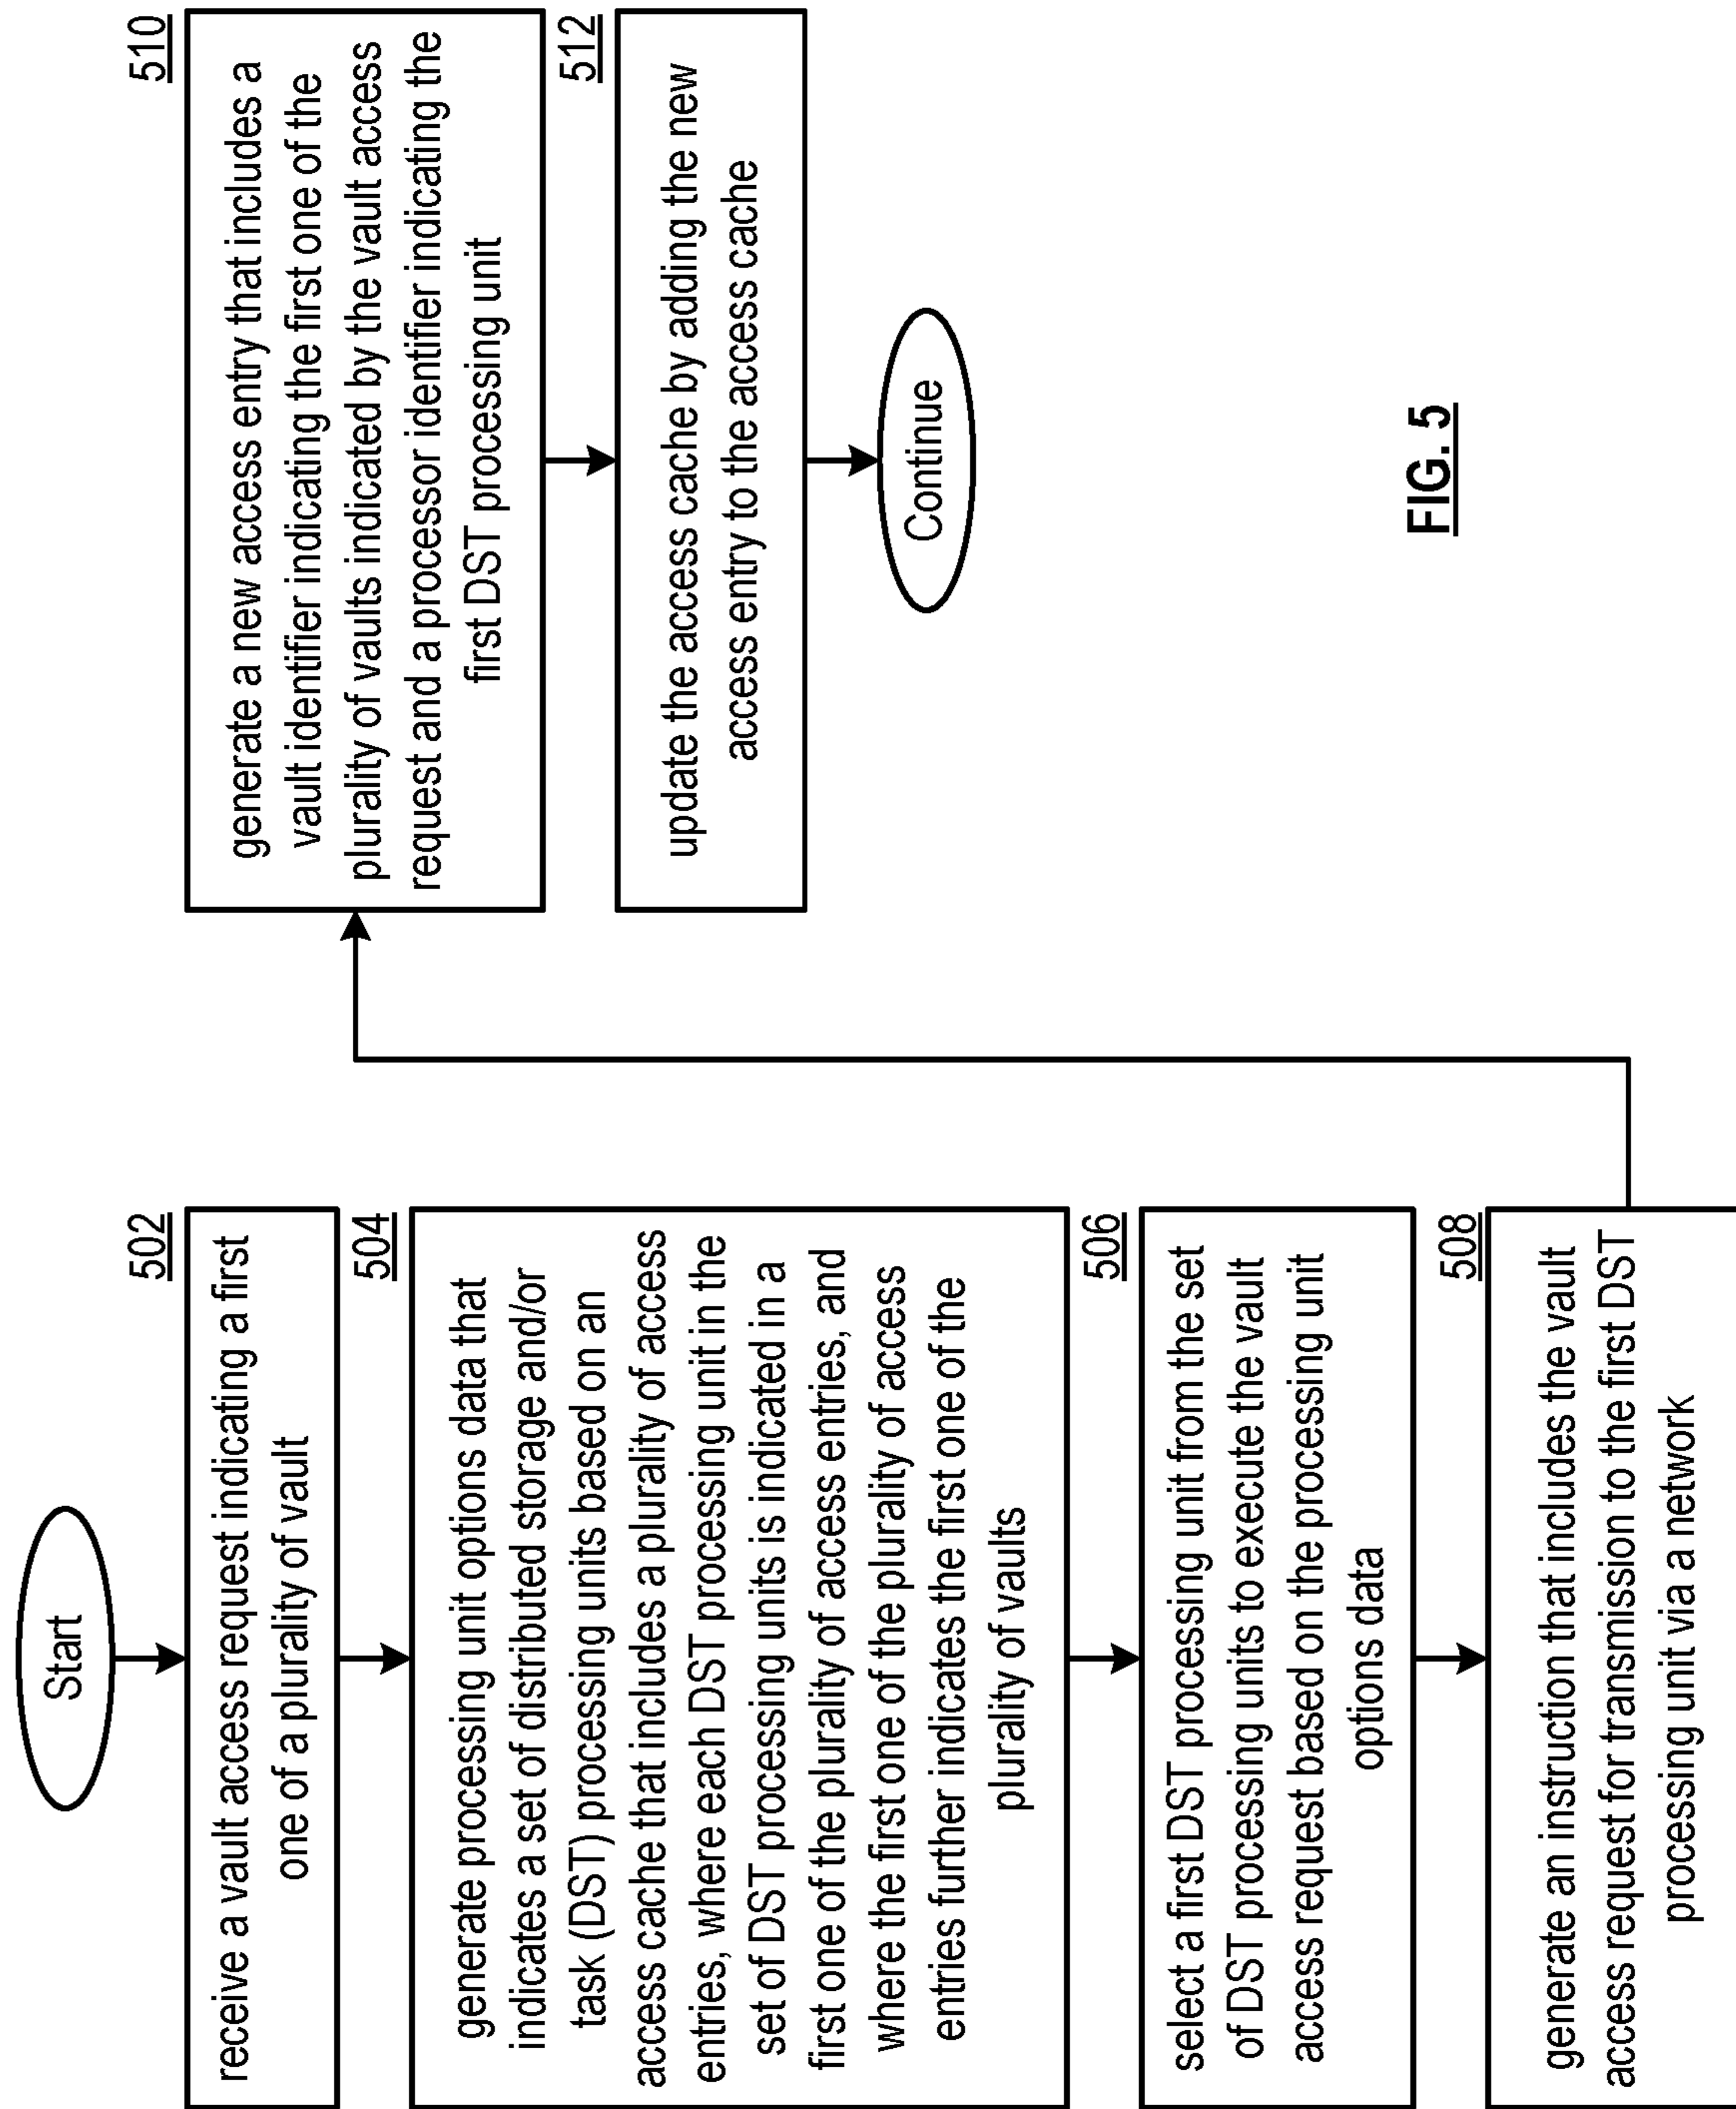 Start
502
receive a vault access request indicating a first
one of a plurality of vault
504
generate processing unit options data that
indicates a set of distributed storage and/or
task (DST) processing units based on an
access cache that includes a plurality of access
entries, where each DST processing unit in the
set of DST processing units is indicated in a
first one of the plurality of access entries, and
where the first one of the plurality of access
entries further indicates the first one of the
plurality of vaults
506
select a first DST processing unit from the set
of DST processing units to execute the vault
access request based on the processing unit
options data
508
generate an instruction that includes the vault
access request for transmission to the first DST
processing unit via a network
510
generate a new access entry that includes a
vault identifier indicating the first one of the
plurality of vaults indicated by the vault access
request and a processor identifier indicating the
first DST processing unit
512
update the access cache by adding the new
access entry to the access cache
Continue
FIG. 5